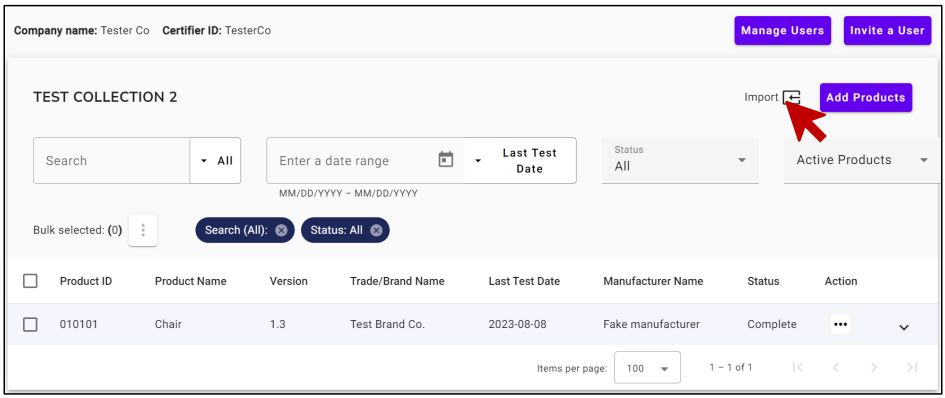 Company name: Tester Co Certifier ID: TesterCo Manage Users Invite a User
TEST COLLECTION 2 Import Add Products
Search All Enter a date range Last Test Date Status All Active Products
MM/DD/YYYY – MM/DD/YYYY
Bulk selected: (0) Search (All): Status: All
Product ID Product Name Version Trade/Brand Name Last Test Date Manufacturer Name Status Action
010101 Chair 1.3 Test Brand Co. 2023-08-08 Fake manufacturer Complete
Items per page: 100 1 – 1 of 1